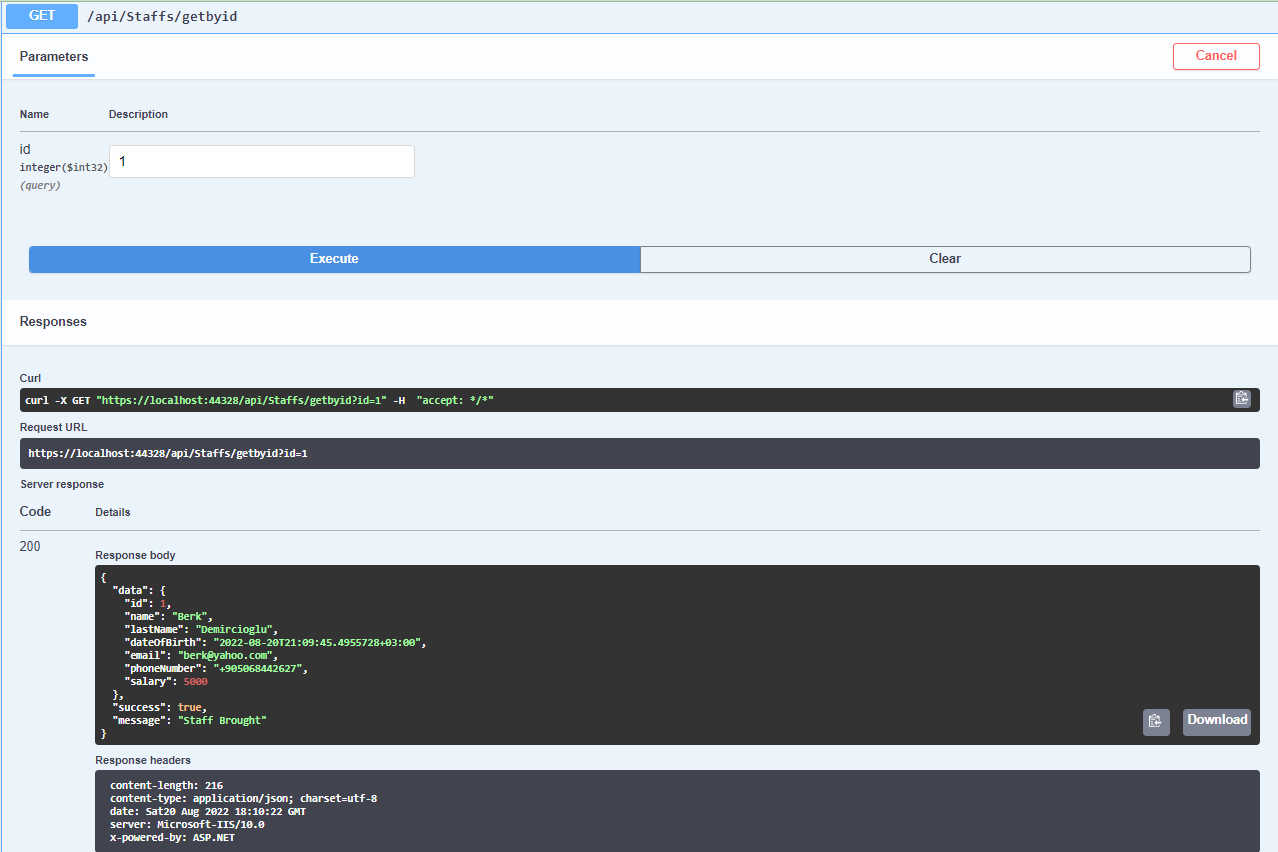 GET /api/Staffs/getbyid
Parameters
Cancel
Name Description
id
integer($int32)
(query)
1
Execute Clear
Responses
Curl
curl -X GET "https://localhost:44328/api/Staffs/getbyid?id=1" -H  "accept: */*"
Request URL
https://localhost:44328/api/Staffs/getbyid?id=1
Server response
Code Details
200
Response body
{
  "data": {
    "id": 1,
    "name": "Berk",
    "lastName": "Demircioglu",
    "dateOfBirth": "2022-08-20T21:09:45.4955728+03:00",
    "email": "berk@yahoo.com",
    "phoneNumber": "+905068442627",
    "salary": 5000
  },
  "success": true,
  "message": "Staff Brought"
}
Download
Response headers
content-length: 216
content-type: application/json; charset=utf-8
date: Sat20 Aug 2022 18:10:22 GMT
server: Microsoft-IIS/10.0
x-powered-by: ASP.NET